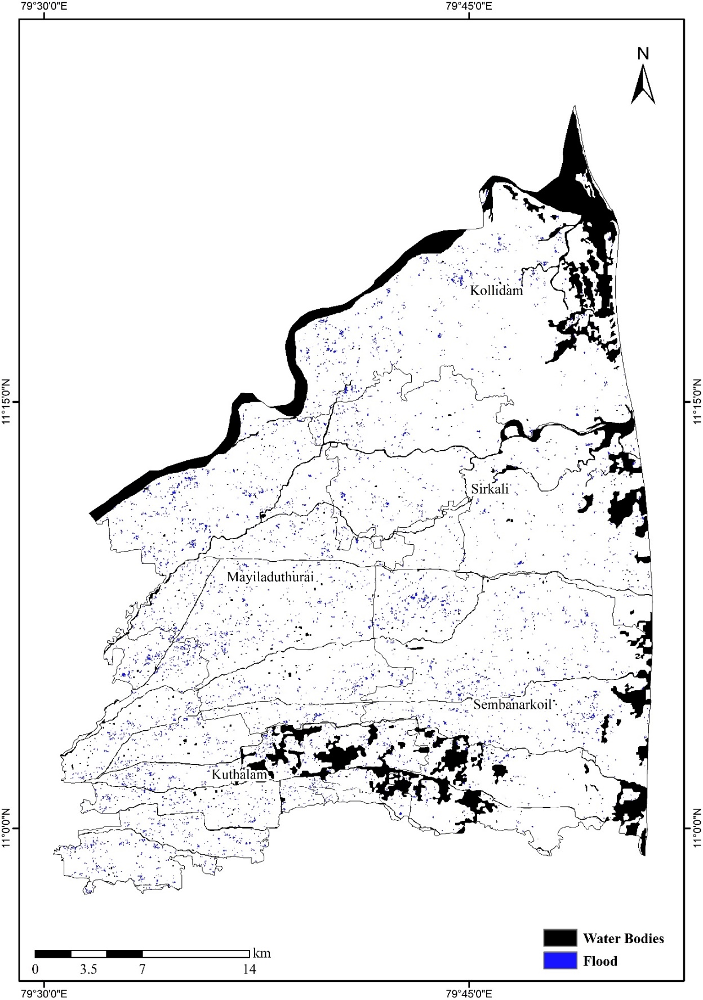 79°30'0"E
79°45'0"E
N
Kollidam
11°15'0"N
11°15'0"N
Sirkali
Mayiladuthurai
Sembanarkoil
Kuthalam
11°0'0"N
11°0'0"N
Water Bodies
km
Flood
0 3.5 7 14
79°30'0"E
79°45'0"E